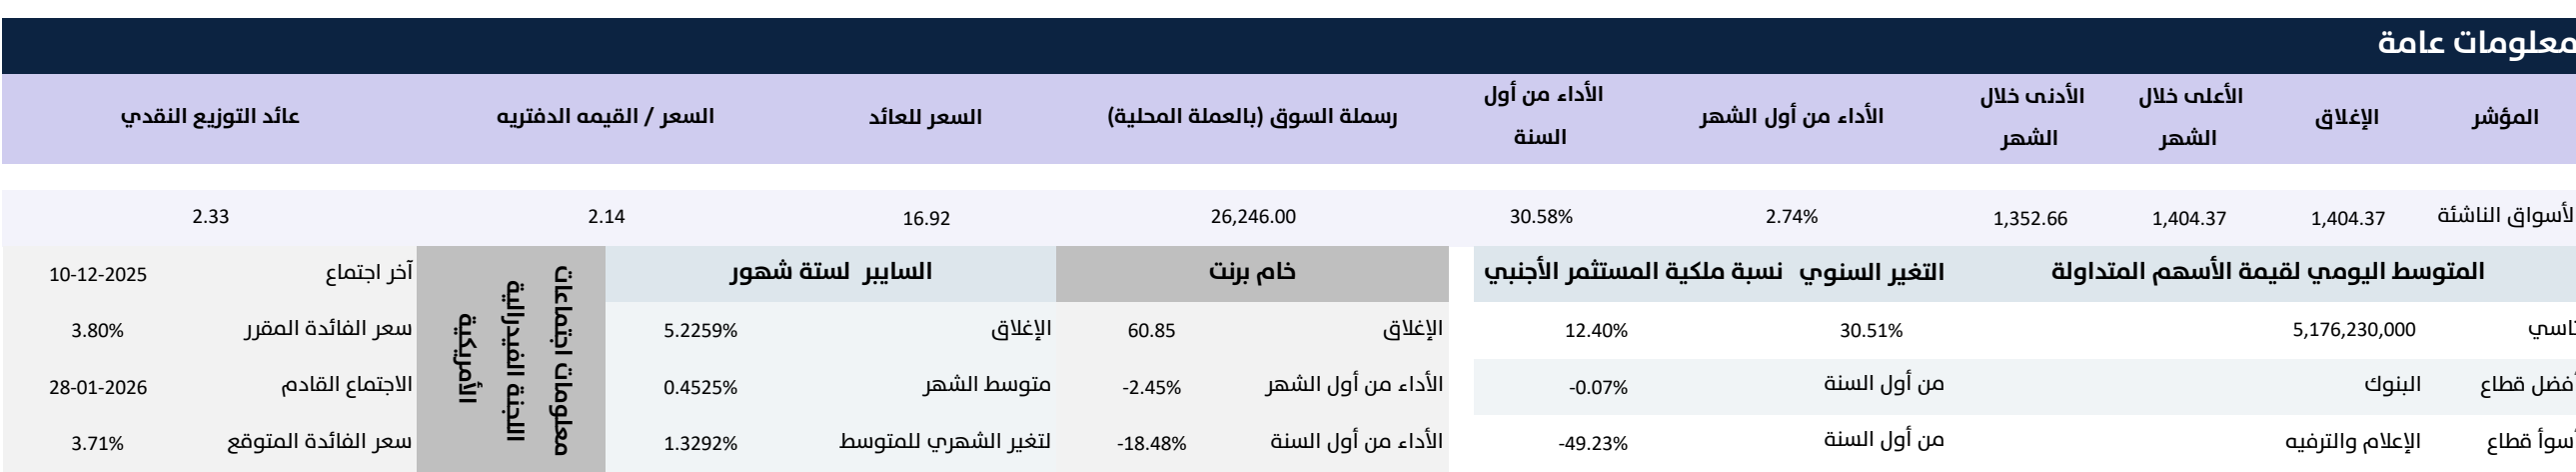 معلومات عامة
المؤشر الإغلاق الأعلى خلال الشهر الأدنى خلال الشهر الأداء من أول الشهر الأداء من أول السنة رسملة السوق (بالعملة المحلية) السعر للعائد السعر / القيمه الدفتريه عائد التوزيع النقدي
لأسواق الناشئة 1,404.37 1,404.37 1,352.66 2.74% 30.58% 26,246.00 16.92 2.14 2.33
المتوسط اليومي لقيمة الأسهم المتداولة التغير السنوي نسبة ملكية المستثمر الأجنبي
تاسي 5,176,230,000 30.51% 12.40%
أفضل قطاع البنوك من أول السنة -0.07%
أسوأ قطاع الإعلام والترفيه من أول السنة -49.23%
خام برنت
الإغلاق 60.85
الأداء من أول الشهر -2.45%
الأداء من أول السنة -18.48%
السايبر لستة شهور
الإغلاق 5.2259%
متوسط الشهر 0.4525%
لتغير الشهري للمتوسط 1.3292%
معلومات اجتماعات
اللجنة الفيدرالية
الأمريكية
آخر اجتماع 10-12-2025
سعر الفائدة المقرر 3.80%
الاجتماع القادم 28-01-2026
سعر الفائدة المتوقع 3.71%